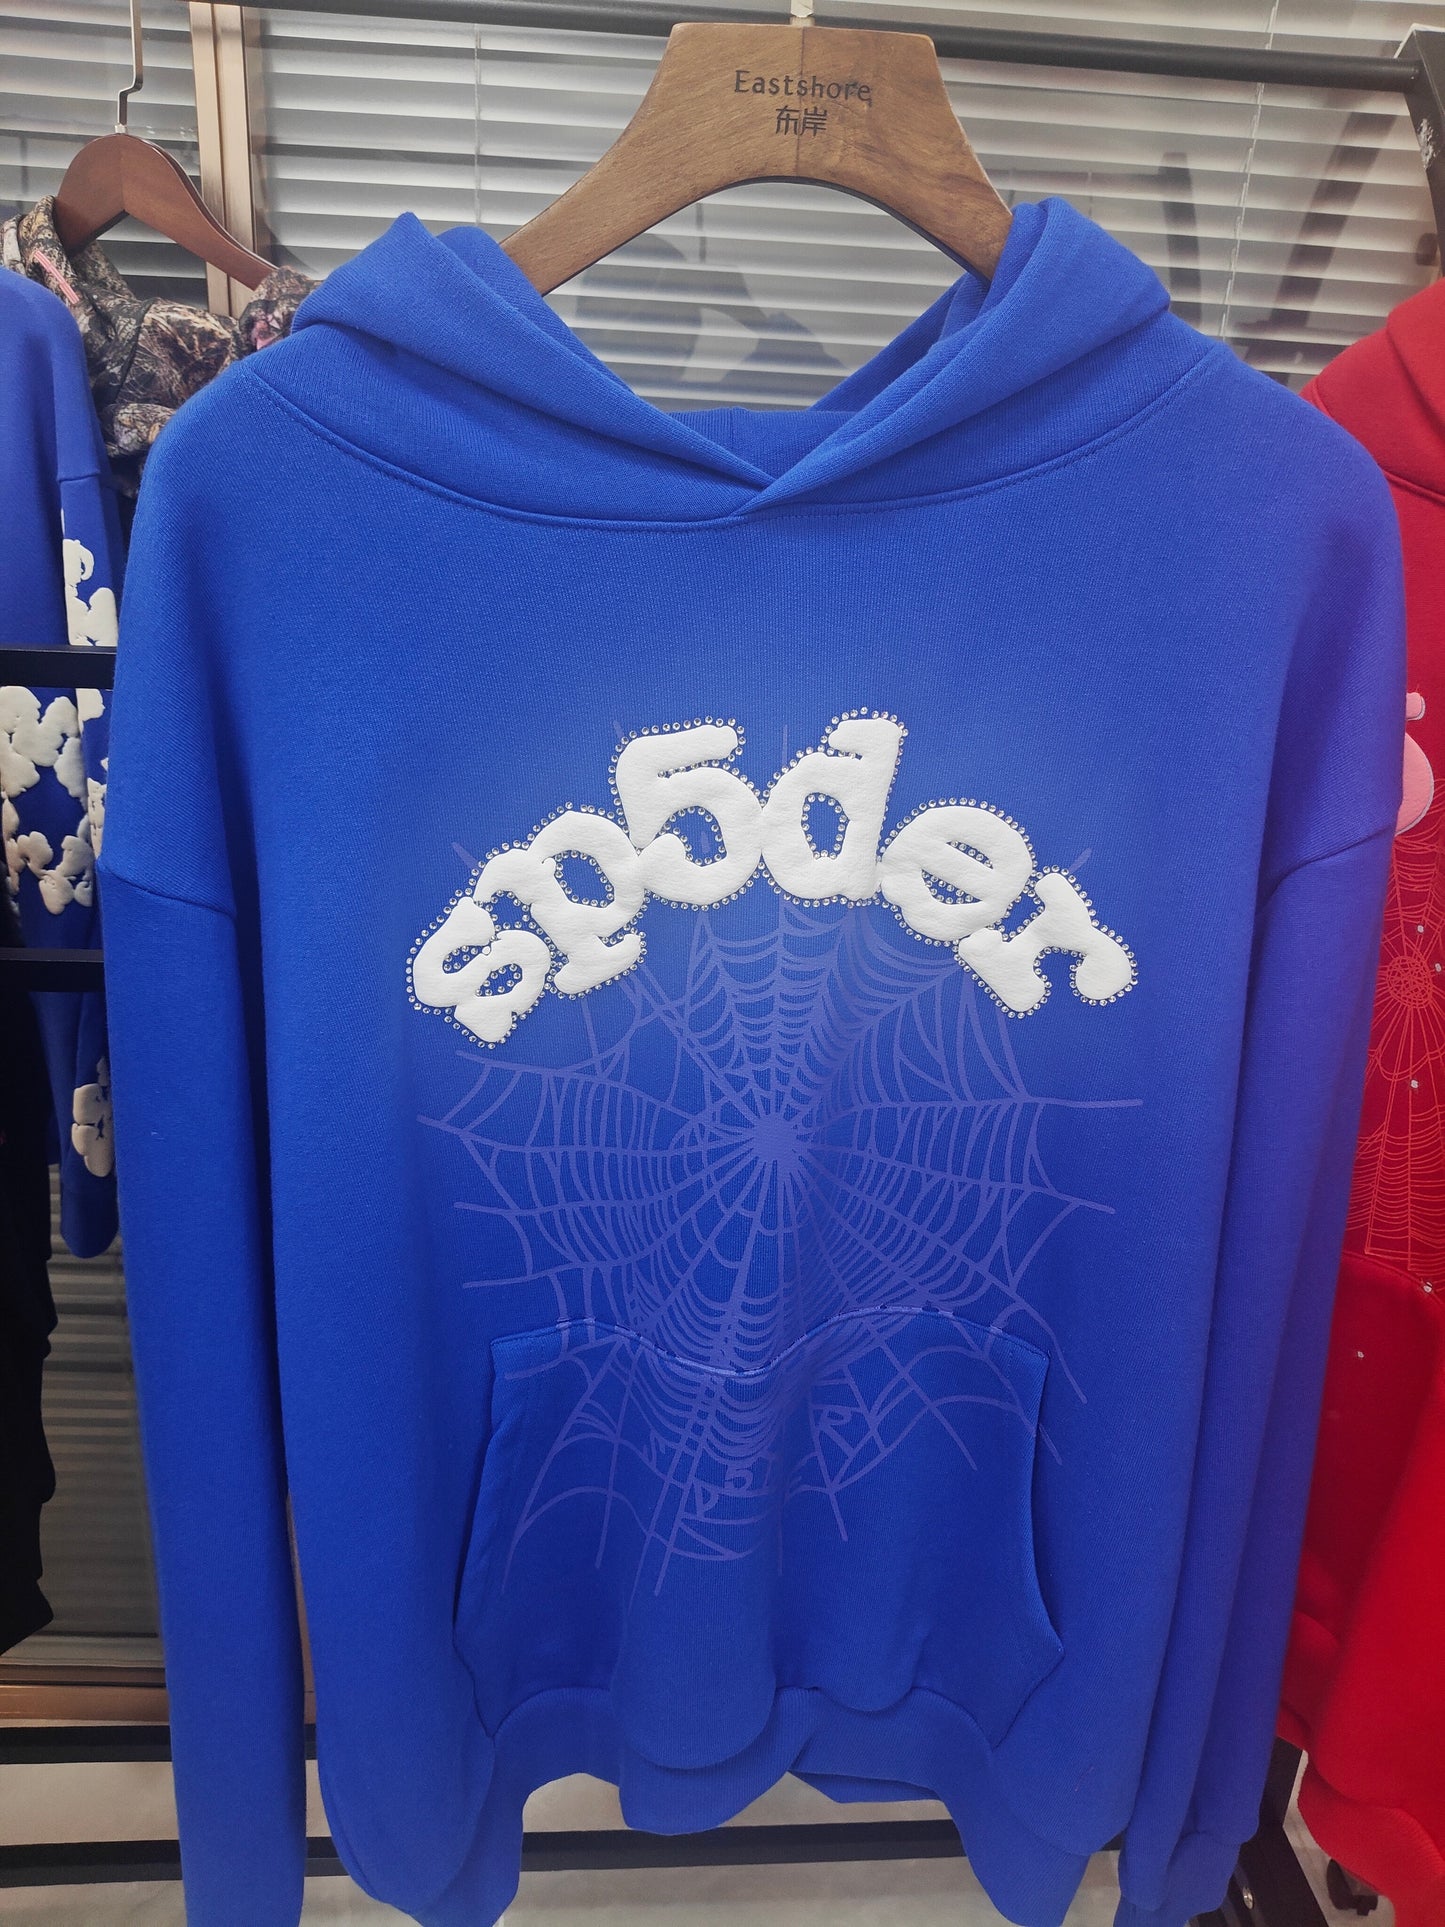 Eastshore
东岸
sp5der